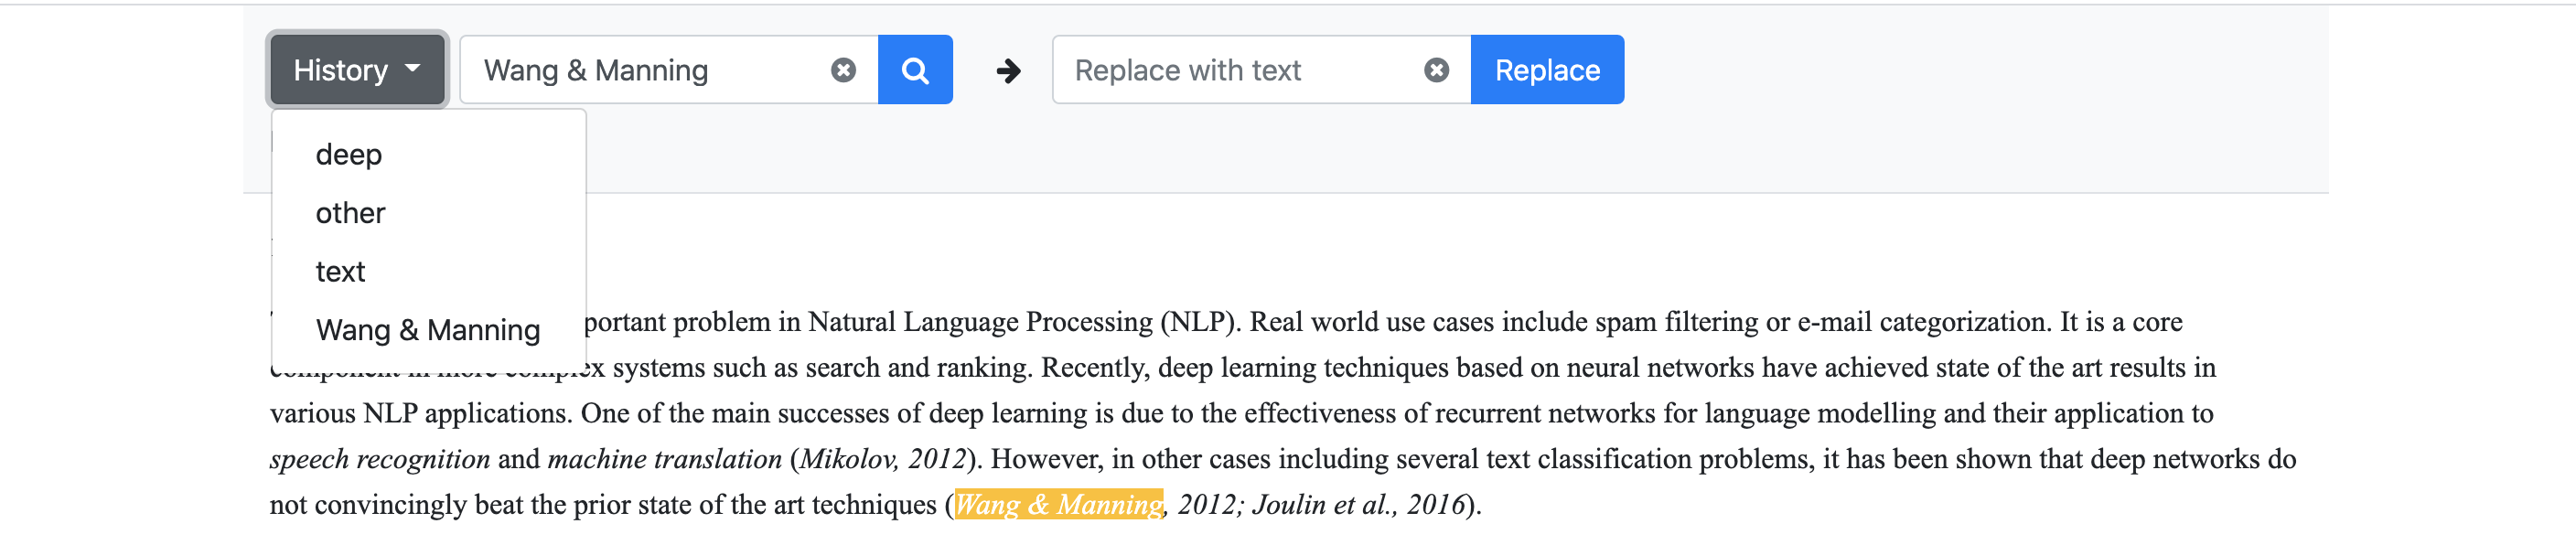 History Wang & Manning Replace with text Replace
deep
other
text
Wang & Manning
portant problem in Natural Language Processing (NLP). Real world use cases include spam filtering or e-mail categorization. It is a core
component in more complex systems such as search and ranking. Recently, deep learning techniques based on neural networks have achieved state of the art results in
various NLP applications. One of the main successes of deep learning is due to the effectiveness of recurrent networks for language modelling and their application to
speech recognition and machine translation (Mikolov, 2012). However, in other cases including several text classification problems, it has been shown that deep networks do
not convincingly beat the prior state of the art techniques (Wang & Manning, 2012; Joulin et al., 2016).